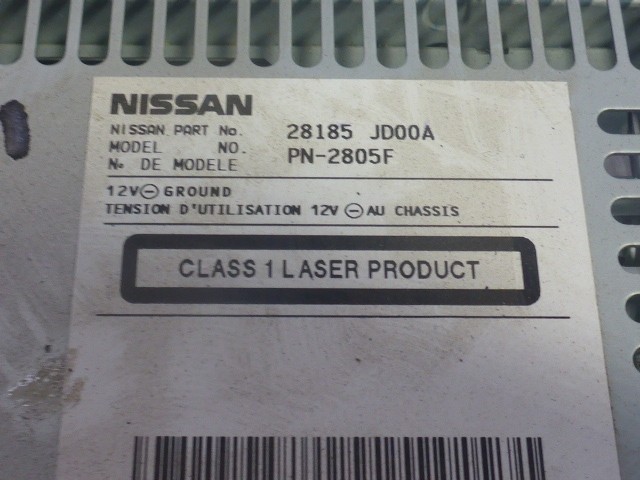 NISSAN
NISSAN PART No. 28185 JD00A
MODEL NO. PN-2805F
No. DE MODELE
12V⊖GROUND
TENSION D'UTILISATION 12V ⊖ AU CHASSIS
CLASS 1 LASER PRODUCT